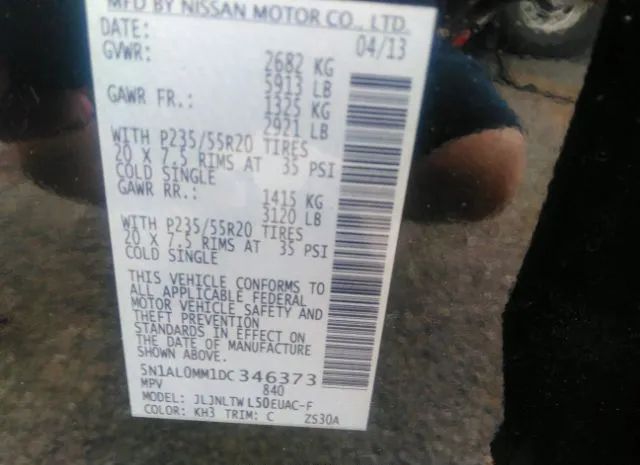 MFD BY NISSAN MOTOR CO., LTD.
DATE: 04/13
GVWR: 2682 KG
5913 LB
GAWR FR.: 1325 KG
2921 LB
WITH P235/55R20 TIRES
20 X 7.5 RIMS AT 35 PSI
COLD SINGLE
GAWR RR.: 1415 KG
3120 LB
WITH P235/55R20 TIRES
20 X 7.5 RIMS AT 35 PSI
COLD SINGLE
THIS VEHICLE CONFORMS TO
ALL APPLICABLE FEDERAL
MOTOR VEHICLE SAFETY AND
THEFT PREVENTION
STANDARDS IN EFFECT ON
THE DATE OF MANUFACTURE
SHOWN ABOVE.
5N1AL0MM1DC346373
MPV 840
MODEL: JLJNLTW L50EUAC-F
COLOR: KH3 TRIM: C ZS30A